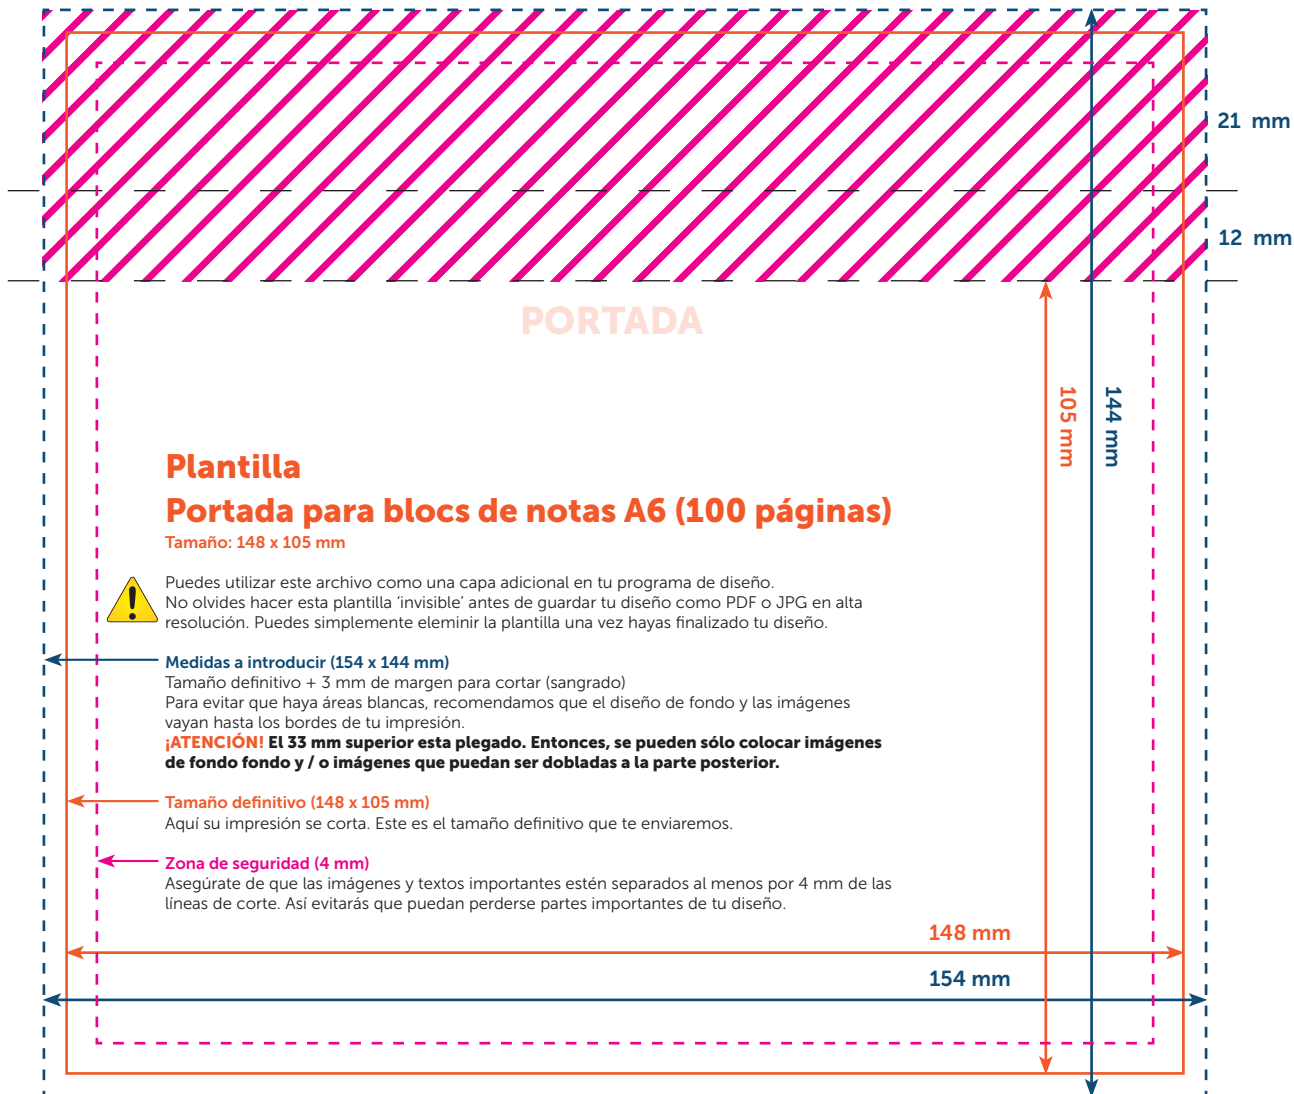 21 mm
12 mm
PORTADA
105 mm
144 mm
Plantilla
Portada para blocs de notas A6 (100 páginas)
Tamaño: 148 x 105 mm
Puedes utilizar este archivo como una capa adicional en tu programa de diseño.
No olvides hacer esta plantilla ‘invisible’ antes de guardar tu diseño como PDF o JPG en alta
resolución. Puedes simplemente eleminir la plantilla una vez hayas finalizado tu diseño.
Medidas a introducir (154 x 144 mm)
Tamaño definitivo + 3 mm de margen para cortar (sangrado)
Para evitar que haya áreas blancas, recomendamos que el diseño de fondo y las imágenes
vayan hasta los bordes de tu impresión.
¡ATENCIÓN! El 33 mm superior esta plegado. Entonces, se pueden sólo colocar imágenes
de fondo fondo y / o imágenes que puedan ser dobladas a la parte posterior.
Tamaño definitivo (148 x 105 mm)
Aquí su impresión se corta. Este es el tamaño definitivo que te enviaremos.
Zona de seguridad (4 mm)
Asegúrate de que las imágenes y textos importantes estén separados al menos por 4 mm de las
líneas de corte. Así evitarás que puedan perderse partes importantes de tu diseño.
148 mm
154 mm